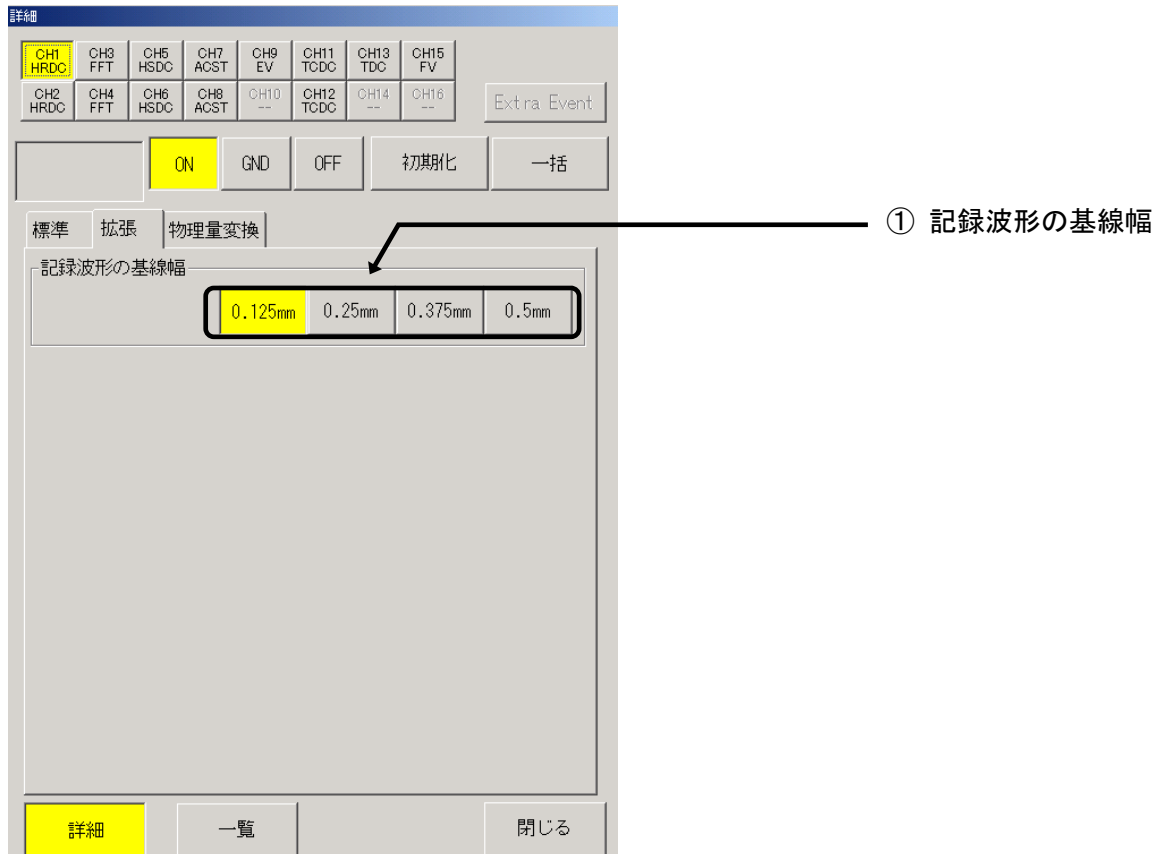 詳細
CH1 CH3 CH5 CH7 CH9 CH11 CH13 CH15
HRDC FFT HSDC ACST EV TCDC TDC FV
CH2 CH4 CH6 CH8 CH10 CH12 CH14 CH16
HRDC FFT HSDC ACST -- TCDC -- --
Extra Event
ON GND OFF 初期化 一括
標準 拡張 物理量変換
① 記録波形の基線幅
記録波形の基線幅
0.125mm 0.25mm 0.375mm 0.5mm
詳細 一覧 閉じる